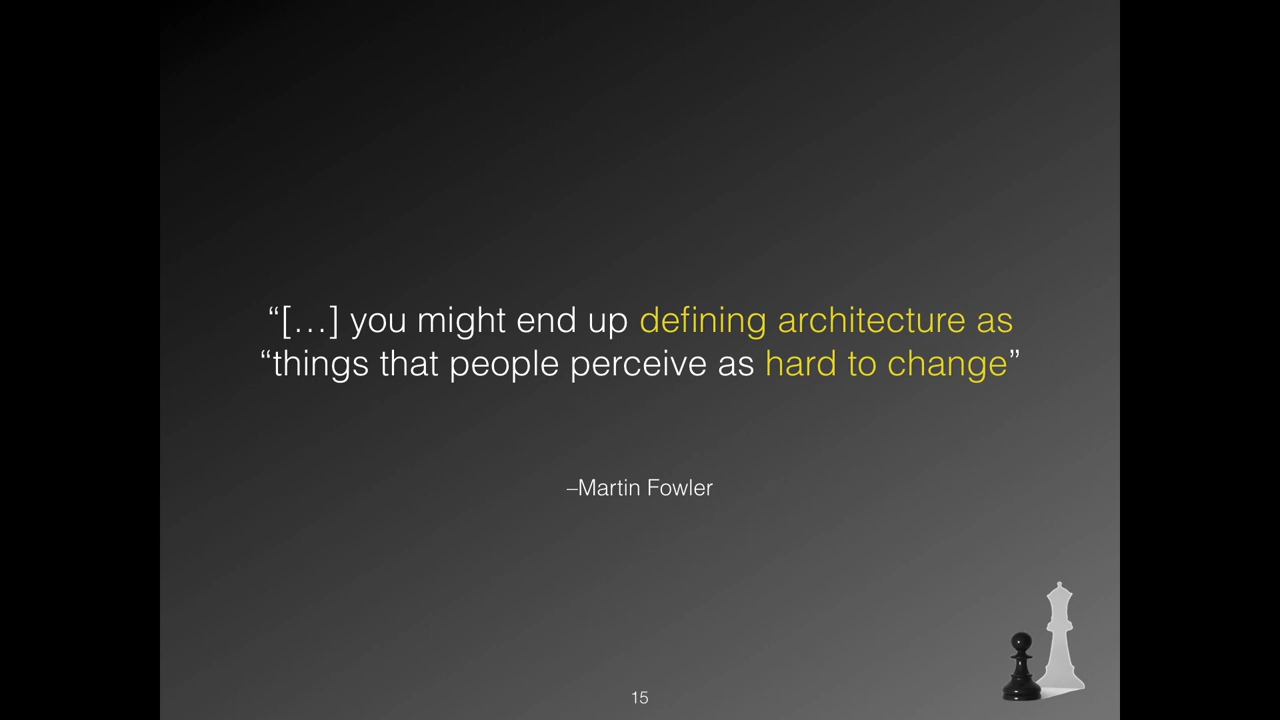 “[…] you might end up defining architecture as
“things that people perceive as hard to change”
–Martin Fowler
15